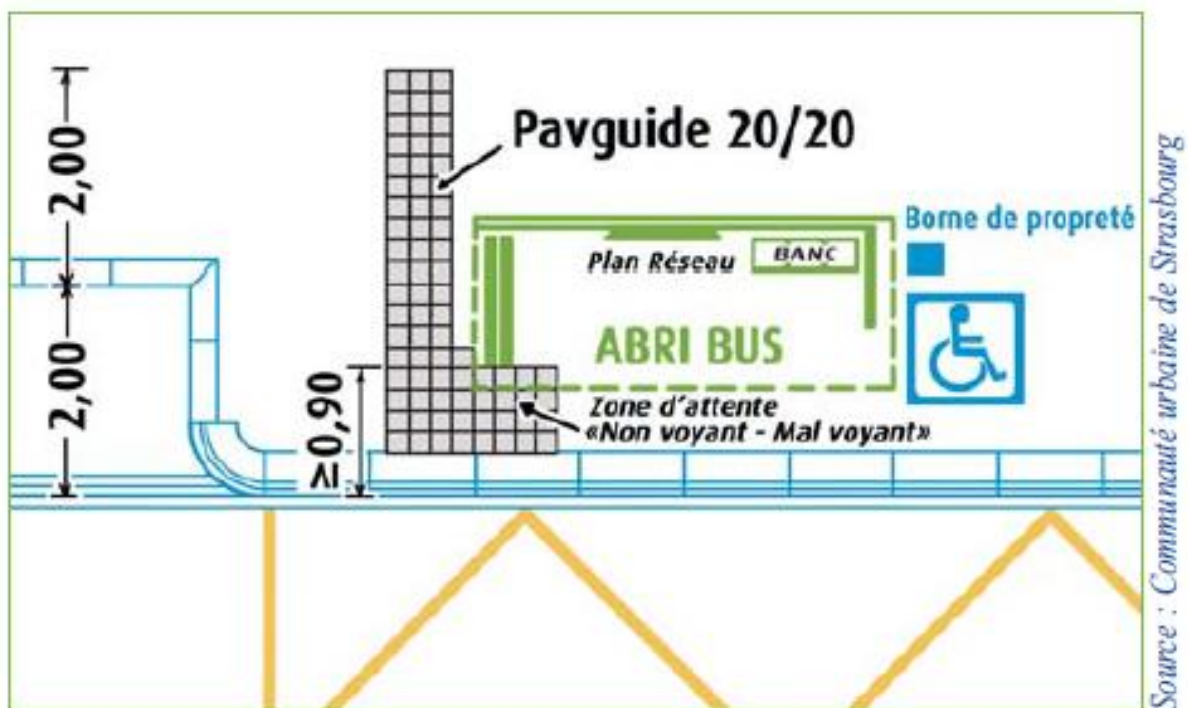 2,00
2,00
≥0,90
Pavguide 20/20
Plan Réseau
BANC
ABRI BUS
Borne de propreté
Zone d'attente
«Non voyant - Mal voyant»
Source : Communauté urbaine de Strasbourg